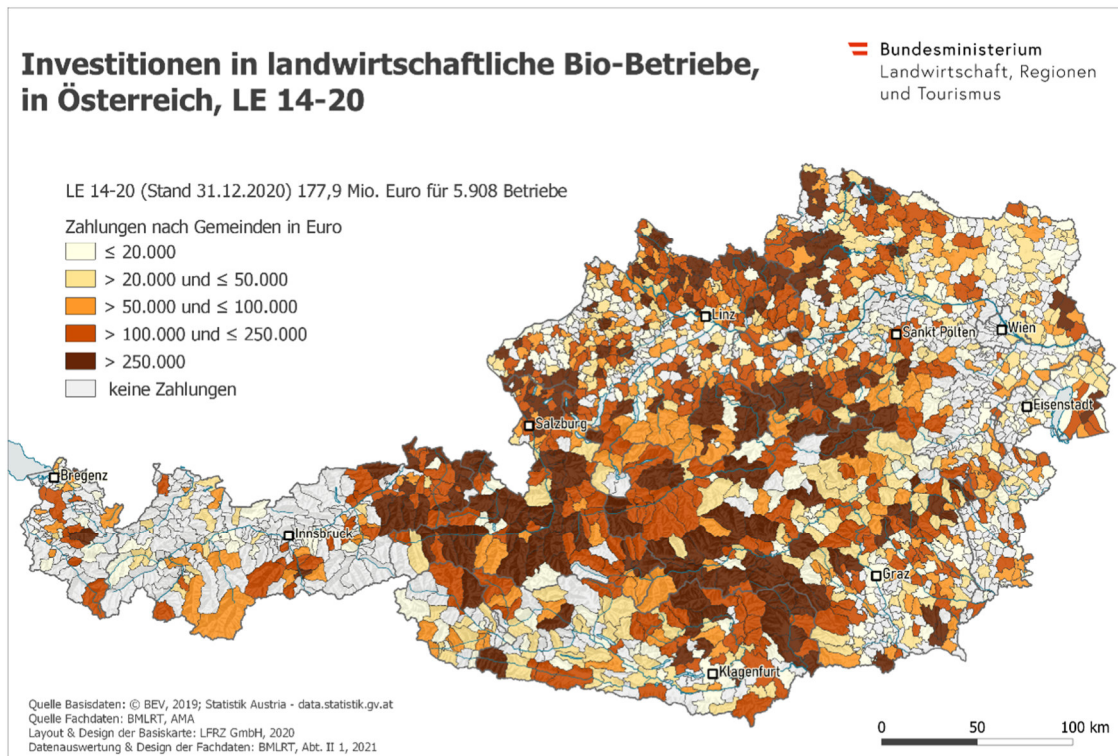 Investitionen in landwirtschaftliche Bio-Betriebe,
in Österreich, LE 14-20
Bundesministerium
Landwirtschaft, Regionen
und Tourismus
LE 14-20 (Stand 31.12.2020) 177,9 Mio. Euro für 5.908 Betriebe
Zahlungen nach Gemeinden in Euro
≤ 20.000
> 20.000 und ≤ 50.000
> 50.000 und ≤ 100.000
> 100.000 und ≤ 250.000
> 250.000
keine Zahlungen
Linz
Sankt Pölten
Wien
Eisenstadt
Salzburg
Bregenz
Innsbruck
Graz
Klagenfurt
Quelle Basisdaten: © BEV, 2019; Statistik Austria - data.statistik.gv.at
Quelle Fachdaten: BMLRT, AMA
Layout & Design der Basiskarte: LFRZ GmbH, 2020
Datenauswertung & Design der Fachdaten: BMLRT, Abt. II 1, 2021
0 50 100 km